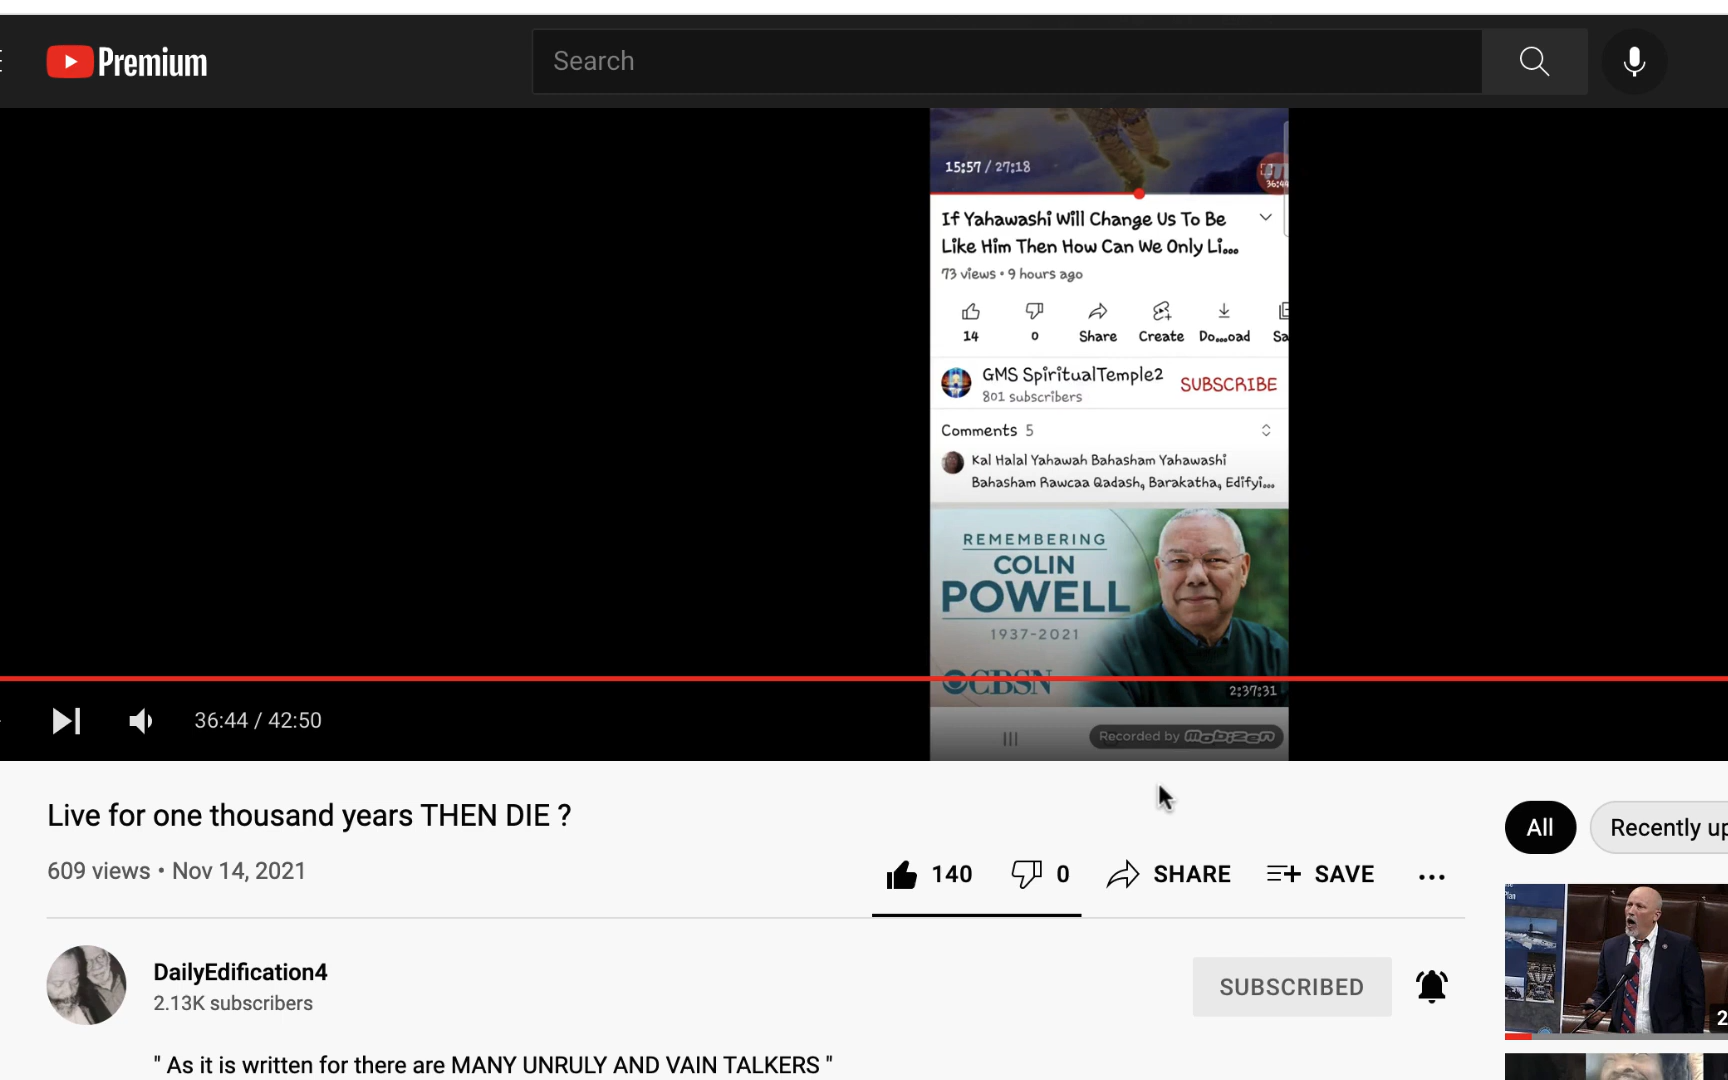 Premium
Search
15:57 / 27:18
36:44
If Yahawashi Will Change Us To Be
Like Him Then How Can We Only Li...
73 views • 9 hours ago
14
0
Share
Create
Do...oad
Sa
GMS SpiritualTemple2
801 subscribers
SUBSCRIBE
Comments 5
Kal Halal Yahawah Bahasham Yahawashi
Bahasham Rawcaa Qadash, Barakatha, Edifyi...
REMEMBERING
COLIN
POWELL
1937-2021
CBSN
2:37:31
36:44 / 42:50
Recorded by mobizen
Live for one thousand years THEN DIE ?
609 views • Nov 14, 2021
140
0
SHARE
SAVE
All
Recently up
DailyEdification4
2.13K subscribers
SUBSCRIBED
" As it is written for there are MANY UNRULY AND VAIN TALKERS "